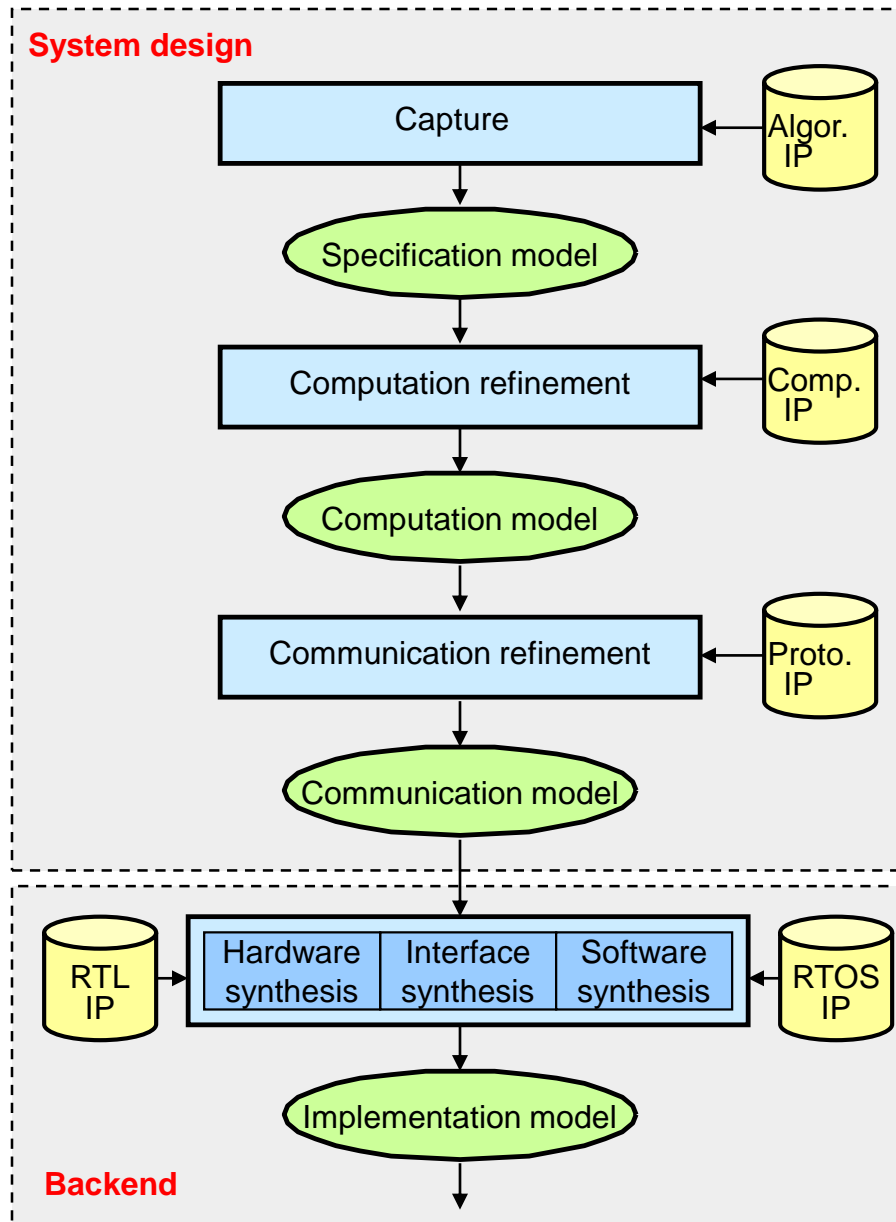 System design
Capture
Algor.
IP
Specification model
Computation refinement
Comp.
IP
Computation model
Communication refinement
Proto.
IP
Communication model
RTL
IP
Hardware
synthesis
Interface
synthesis
Software
synthesis
RTOS
IP
Implementation model
Backend